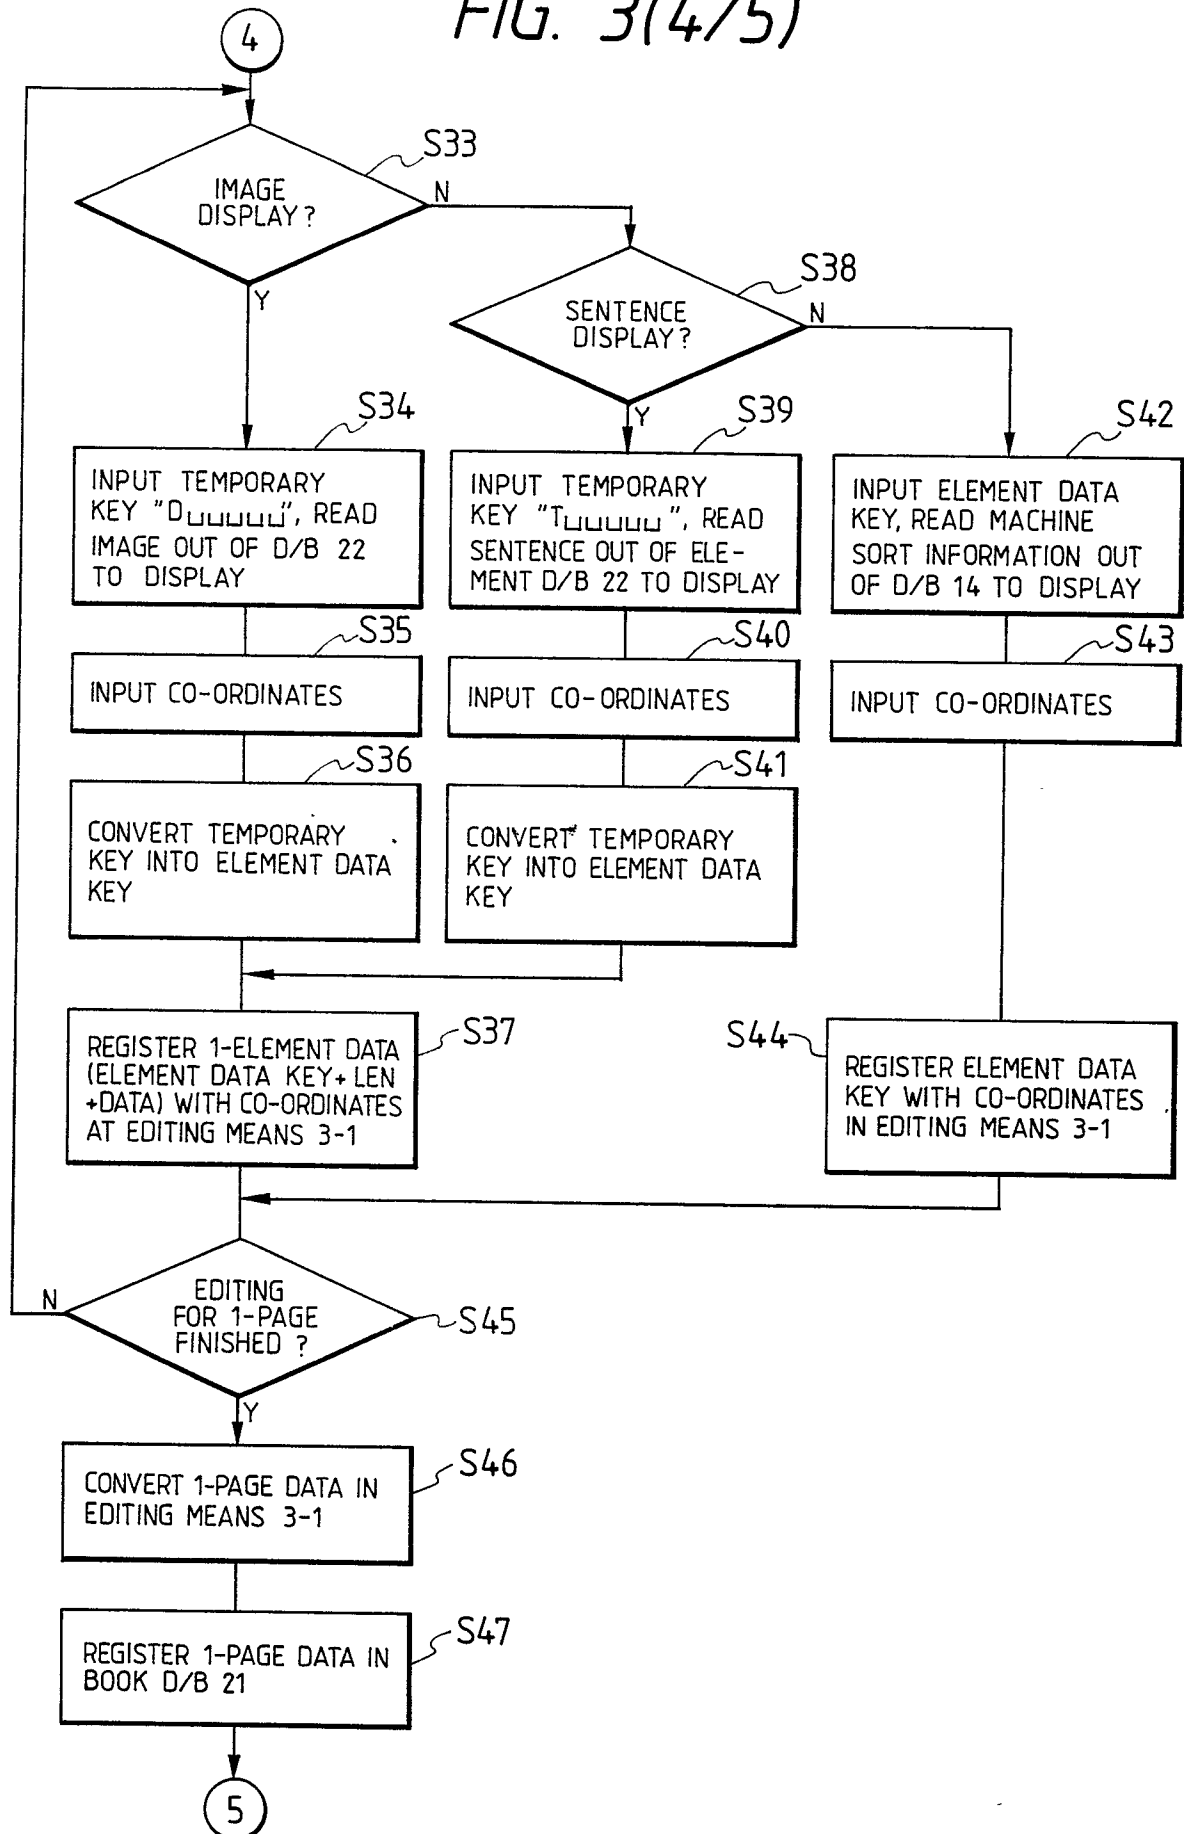 FIG. 3(4/5)
4
S33
IMAGE
DISPLAY?
N
Y
S38
SENTENCE
DISPLAY?
N
Y
S34
INPUT TEMPORARY
KEY "D␣␣␣␣␣", READ
IMAGE OUT OF D/B 22
TO DISPLAY
S39
INPUT TEMPORARY
KEY "T␣␣␣␣␣", READ
SENTENCE OUT OF ELE-
MENT D/B 22 TO DISPLAY
S42
INPUT ELEMENT DATA
KEY, READ MACHINE
SORT INFORMATION OUT
OF D/B 14 TO DISPLAY
S35
INPUT CO-ORDINATES
S40
INPUT CO-ORDINATES
S43
INPUT CO-ORDINATES
S36
CONVERT TEMPORARY
KEY INTO ELEMENT DATA
KEY
S41
CONVERT TEMPORARY
KEY INTO ELEMENT DATA
KEY
S37
REGISTER 1-ELEMENT DATA
(ELEMENT DATA KEY+LEN
+DATA) WITH CO-ORDINATES
AT EDITING MEANS 3-1
S44
REGISTER ELEMENT DATA
KEY WITH CO-ORDINATES
IN EDITING MEANS 3-1
N
EDITING
FOR 1-PAGE
FINISHED ?
S45
Y
S46
CONVERT 1-PAGE DATA IN
EDITING MEANS 3-1
S47
REGISTER 1-PAGE DATA IN
BOOK D/B 21
5